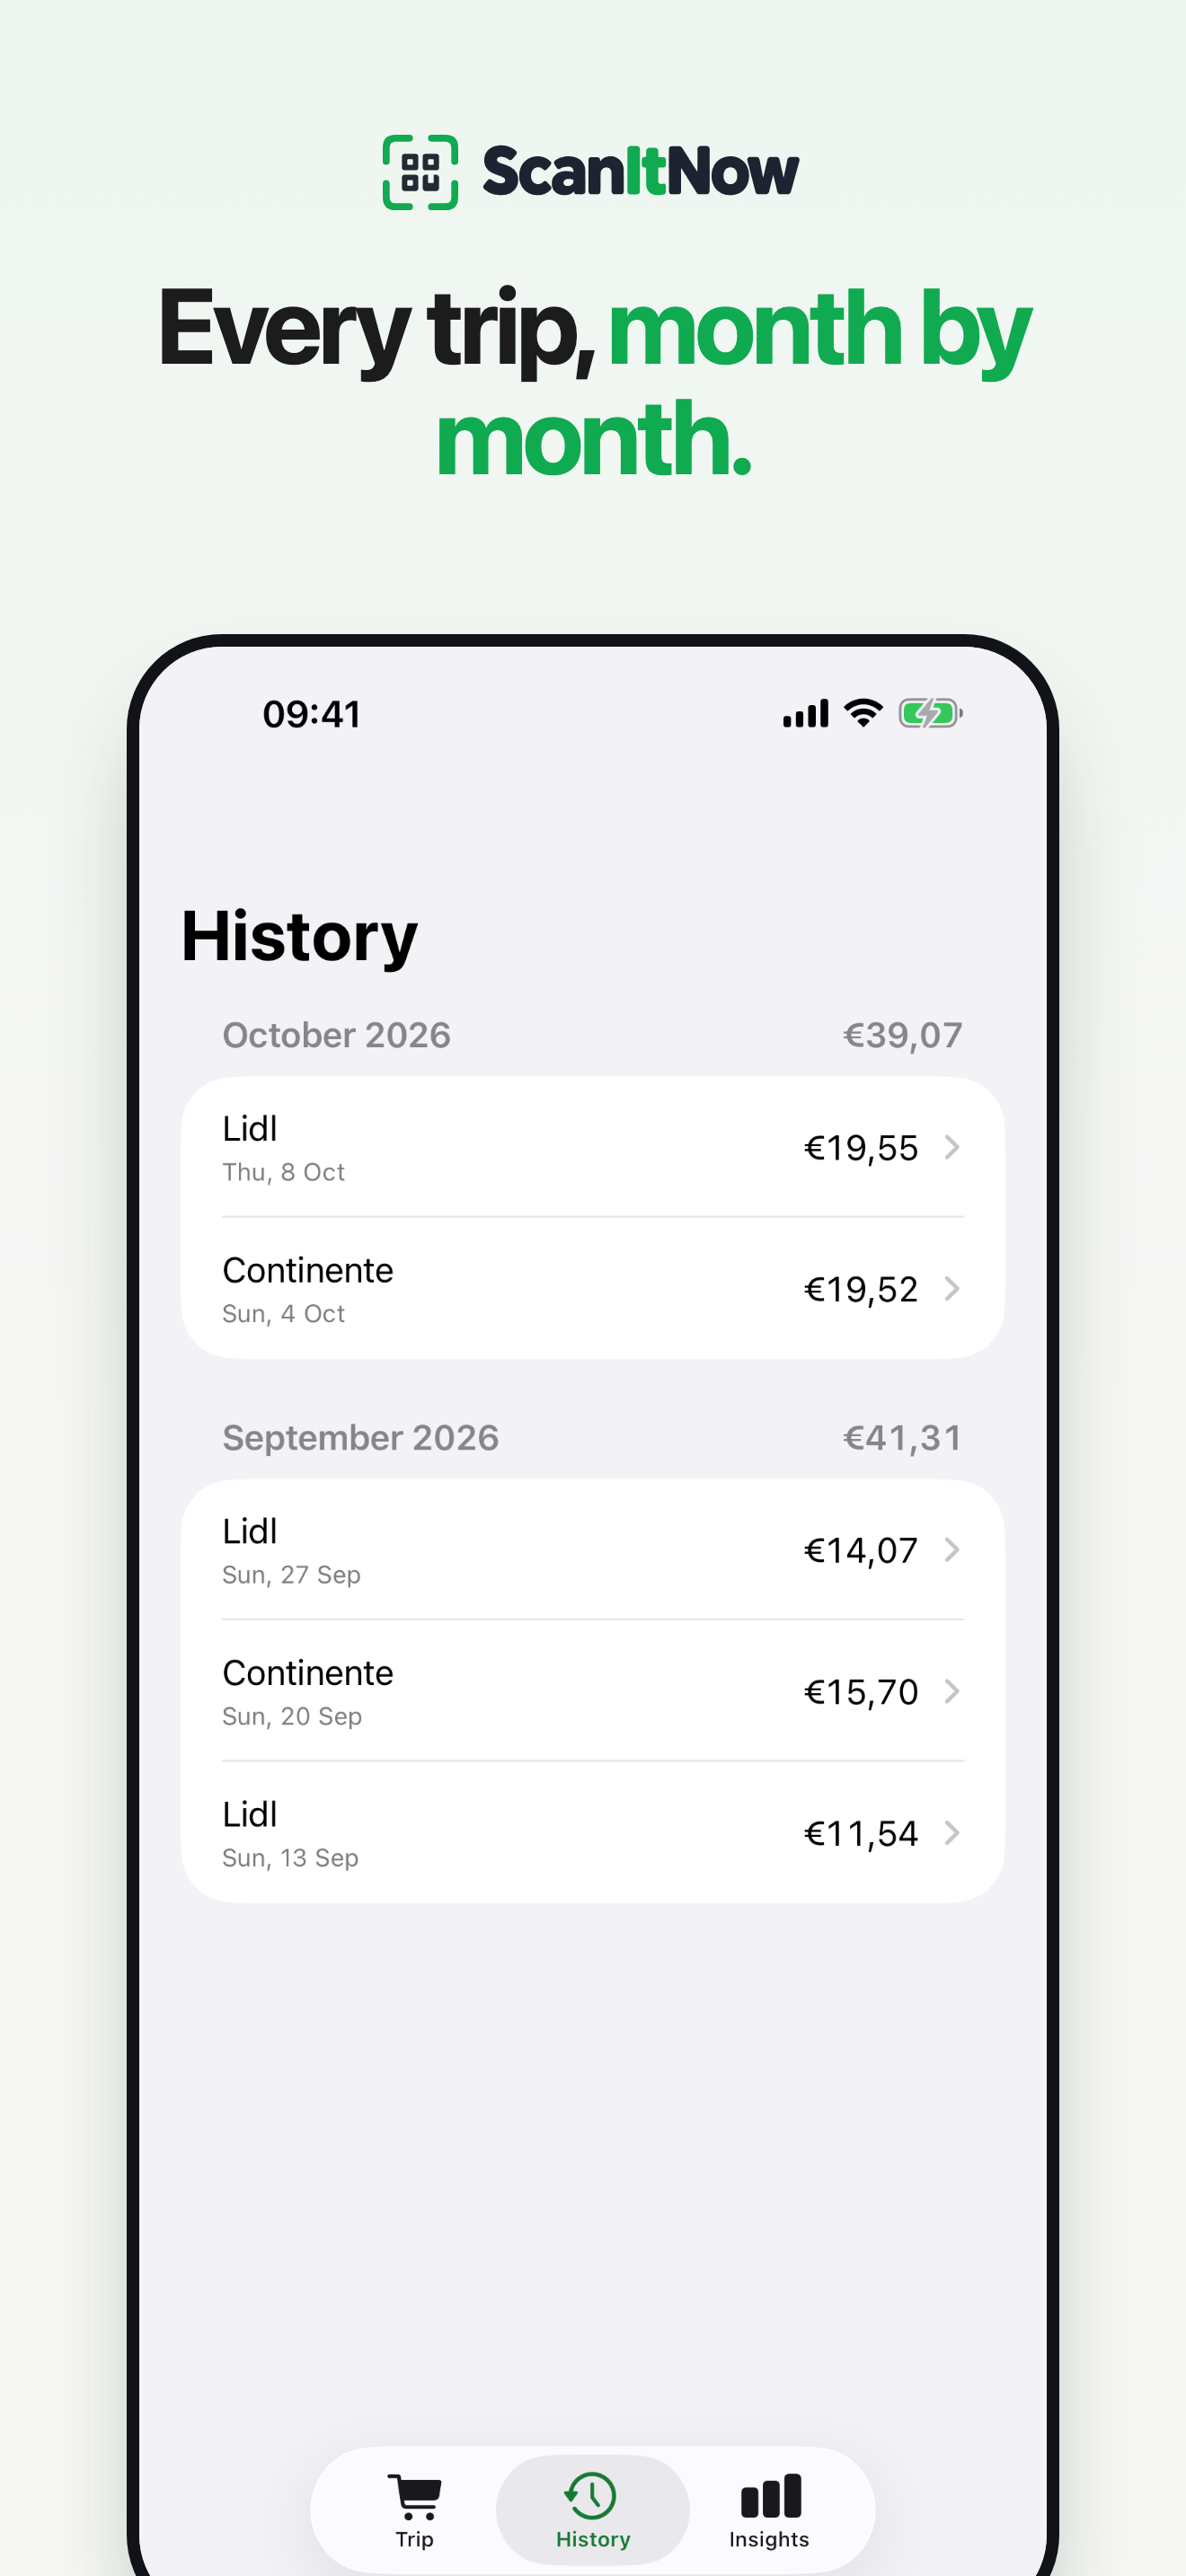 ScanItNow
Every trip, month by
month.
09:41
History
October 2026 €39,07
Lidl
Thu, 8 Oct
€19,55
Continente
Sun, 4 Oct
€19,52
September 2026 €41,31
Lidl
Sun, 27 Sep
€14,07
Continente
Sun, 20 Sep
€15,70
Lidl
Sun, 13 Sep
€11,54
Trip History Insights